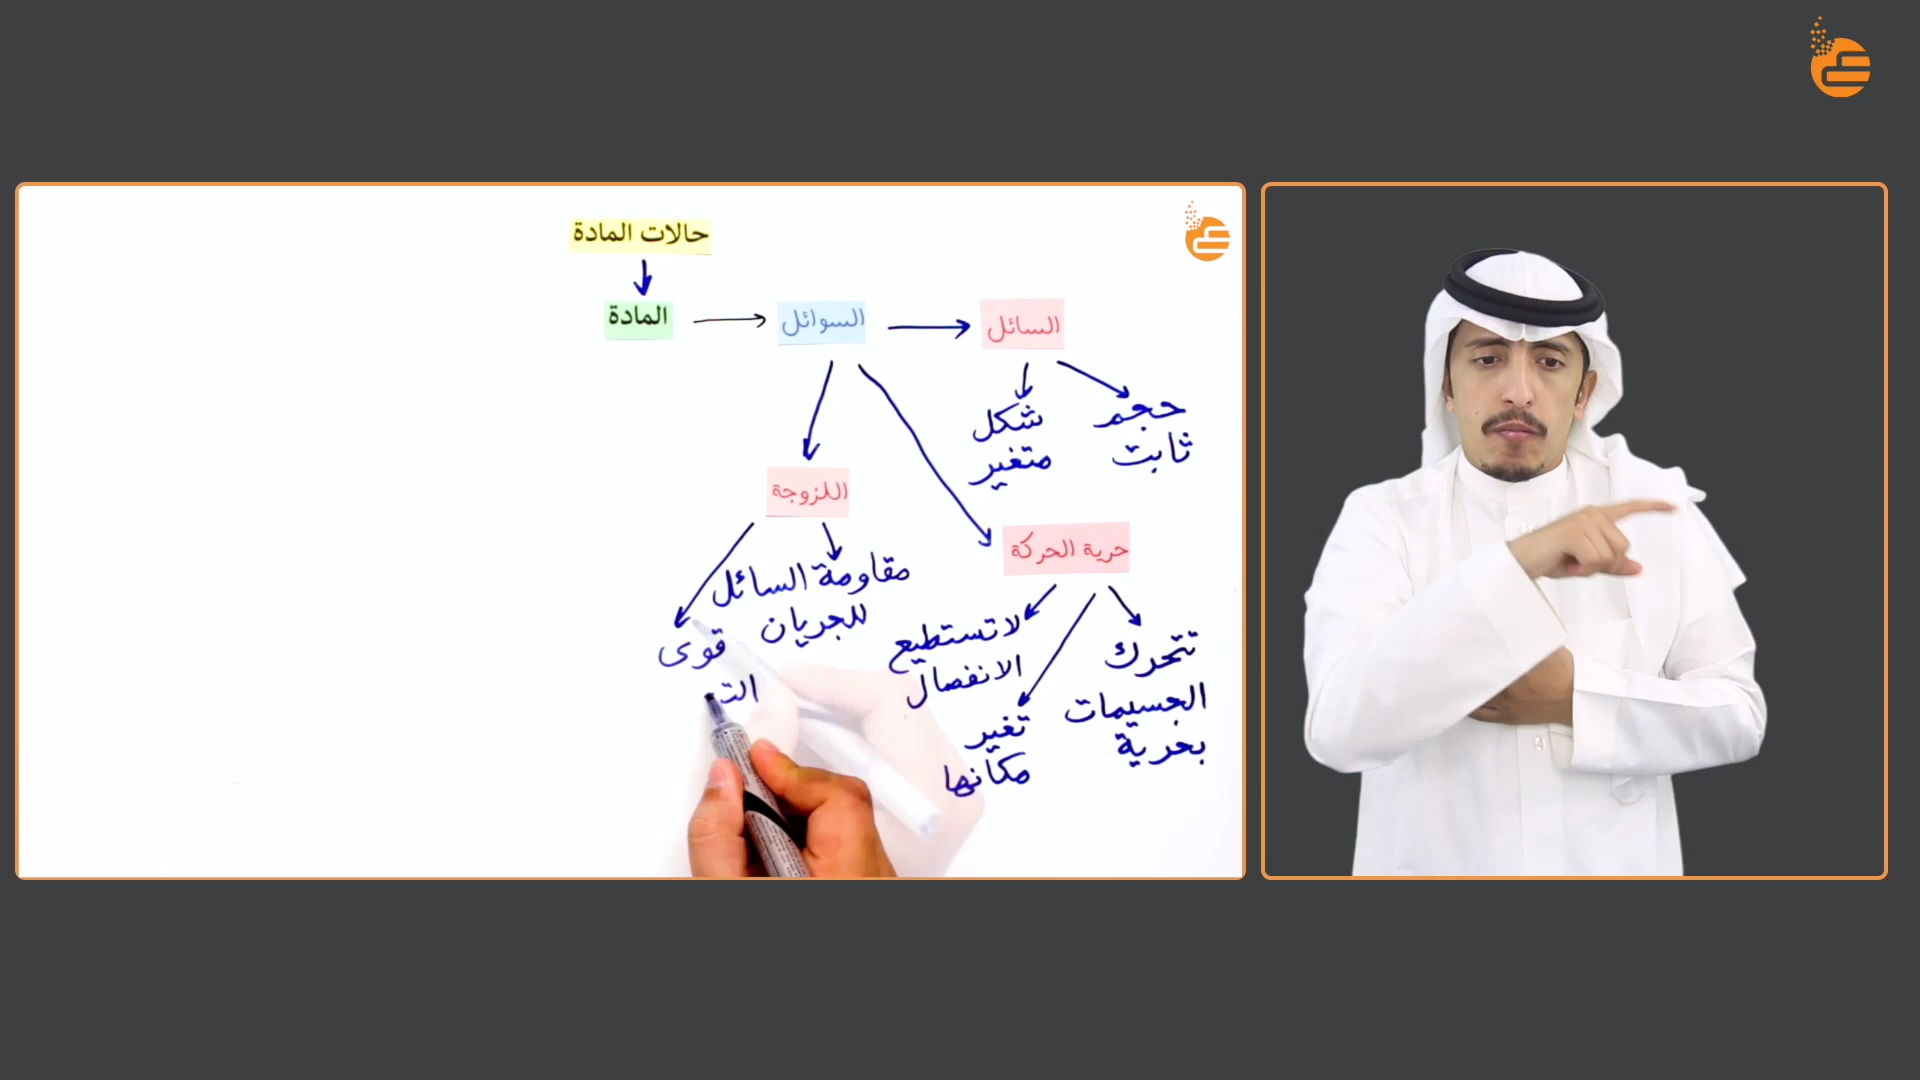 حالات المادة
المادة
السوائل
السائل
حجم
ثابت
شكل
متغير
اللزوجة
حرية الحركة
مقاومة السائل
للجريان
قوى
تتحرك
الجسيمات
بحرية
لا تستطيع
الانفصال
تغير
مكانها